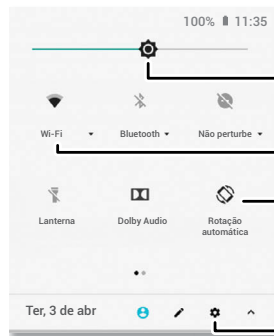 100% 11:35
Wi-Fi Bluetooth Não perturbe
Lanterna Dolby Audio Rotação
automática
Ter, 3 de abr